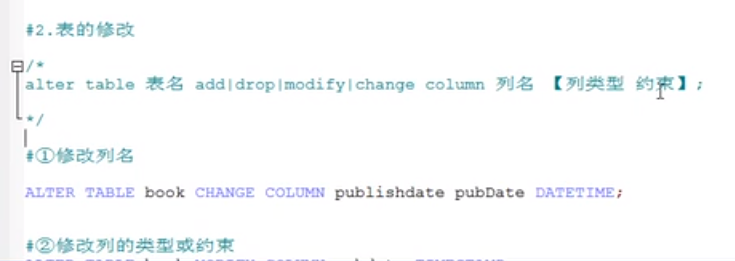 #2.表的修改
/*
alter table 表名 add|drop|modify|change column 列名 【列类型 约束】;
*/
#①修改列名
ALTER TABLE book CHANGE COLUMN publishdate pubDate DATETIME;
#②修改列的类型或约束